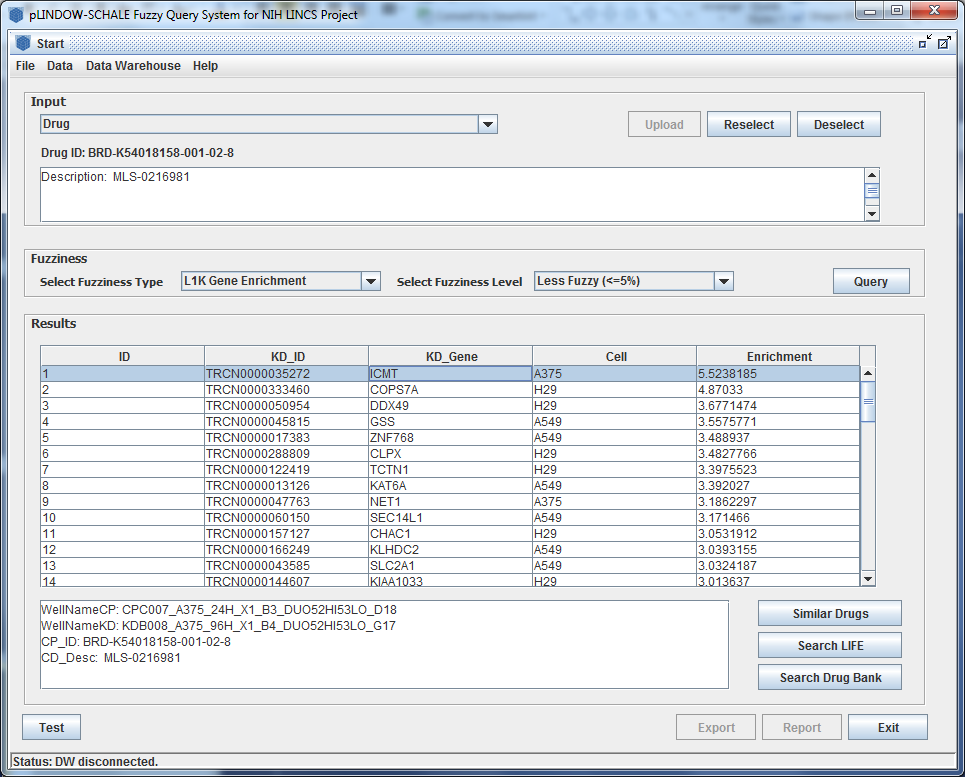 pLINDOW-SCHALE Fuzzy Query System for NIH LINCS Project
Start
File Data Data Warehouse Help
Input
Drug
Upload Reselect Deselect
Drug ID: BRD-K54018158-001-02-8
Description: MLS-0216981
Fuzziness
Select Fuzziness Type L1K Gene Enrichment Select Fuzziness Level Less Fuzzy (<=5%) Query
Results
ID KD_ID KD_Gene Cell Enrichment
1 TRCN0000035272 ICMT A375 5.5238185
2 TRCN0000333460 COPS7A H29 4.87033
3 TRCN0000050954 DDX49 H29 3.6771474
4 TRCN0000045815 GSS A549 3.5575771
5 TRCN0000017383 ZNF768 A549 3.488937
6 TRCN0000288809 CLPX H29 3.4827766
7 TRCN0000122419 TCTN1 H29 3.3975523
8 TRCN0000013126 KAT6A A549 3.392027
9 TRCN0000047763 NET1 A375 3.1862297
10 TRCN0000060150 SEC14L1 A549 3.171466
11 TRCN0000157127 CHAC1 H29 3.0531912
12 TRCN0000166249 KLHDC2 A549 3.0393155
13 TRCN0000043585 SLC2A1 A549 3.0324187
14 TRCN0000144607 KIAA1033 H29 3.013637
WellNameCP: CPC007_A375_24H_X1_B3_DUO52HI53LO_D18
WellNameKD: KDB008_A375_96H_X1_B4_DUO52HI53LO_G17
CP_ID: BRD-K54018158-001-02-8
CD_Desc: MLS-0216981
Similar Drugs
Search LIFE
Search Drug Bank
Test Export Report Exit
Status: DW disconnected.